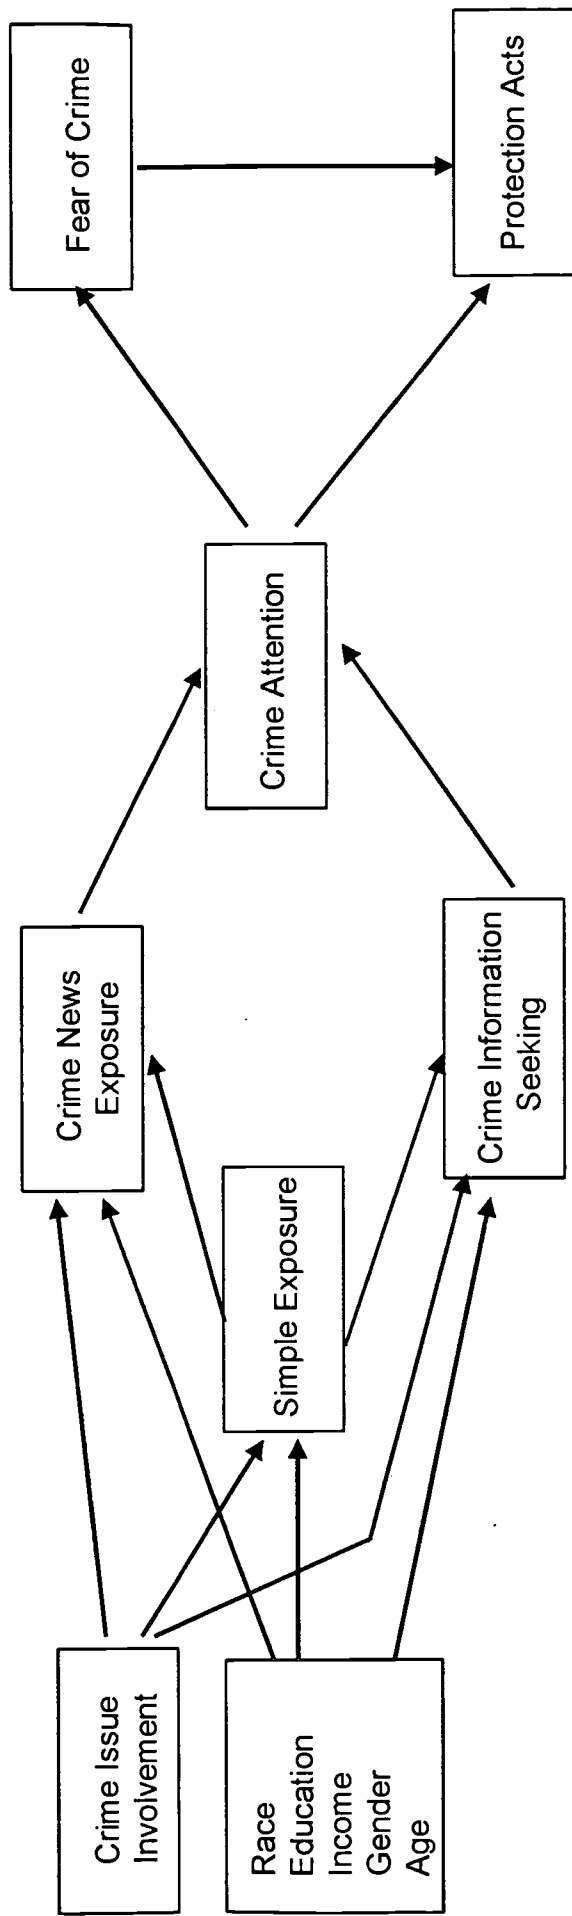 Crime Issue
Involvement
Race
Education
Income
Gender
Age
Simple Exposure
Crime News
Exposure
Crime Information
Seeking
Crime Attention
Fear of Crime
Protection Acts